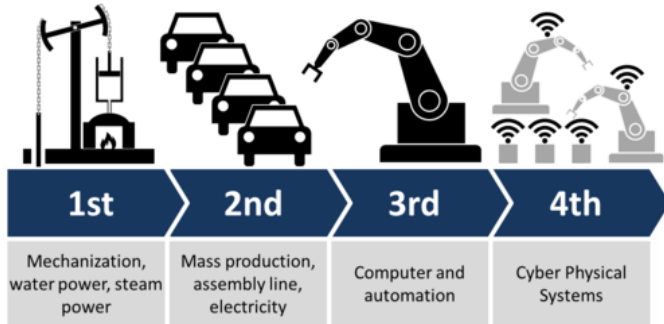 1st
2nd
3rd
4th
Mechanization,
water power, steam
power
Mass production,
assembly line,
electricity
Computer and
automation
Cyber Physical
Systems